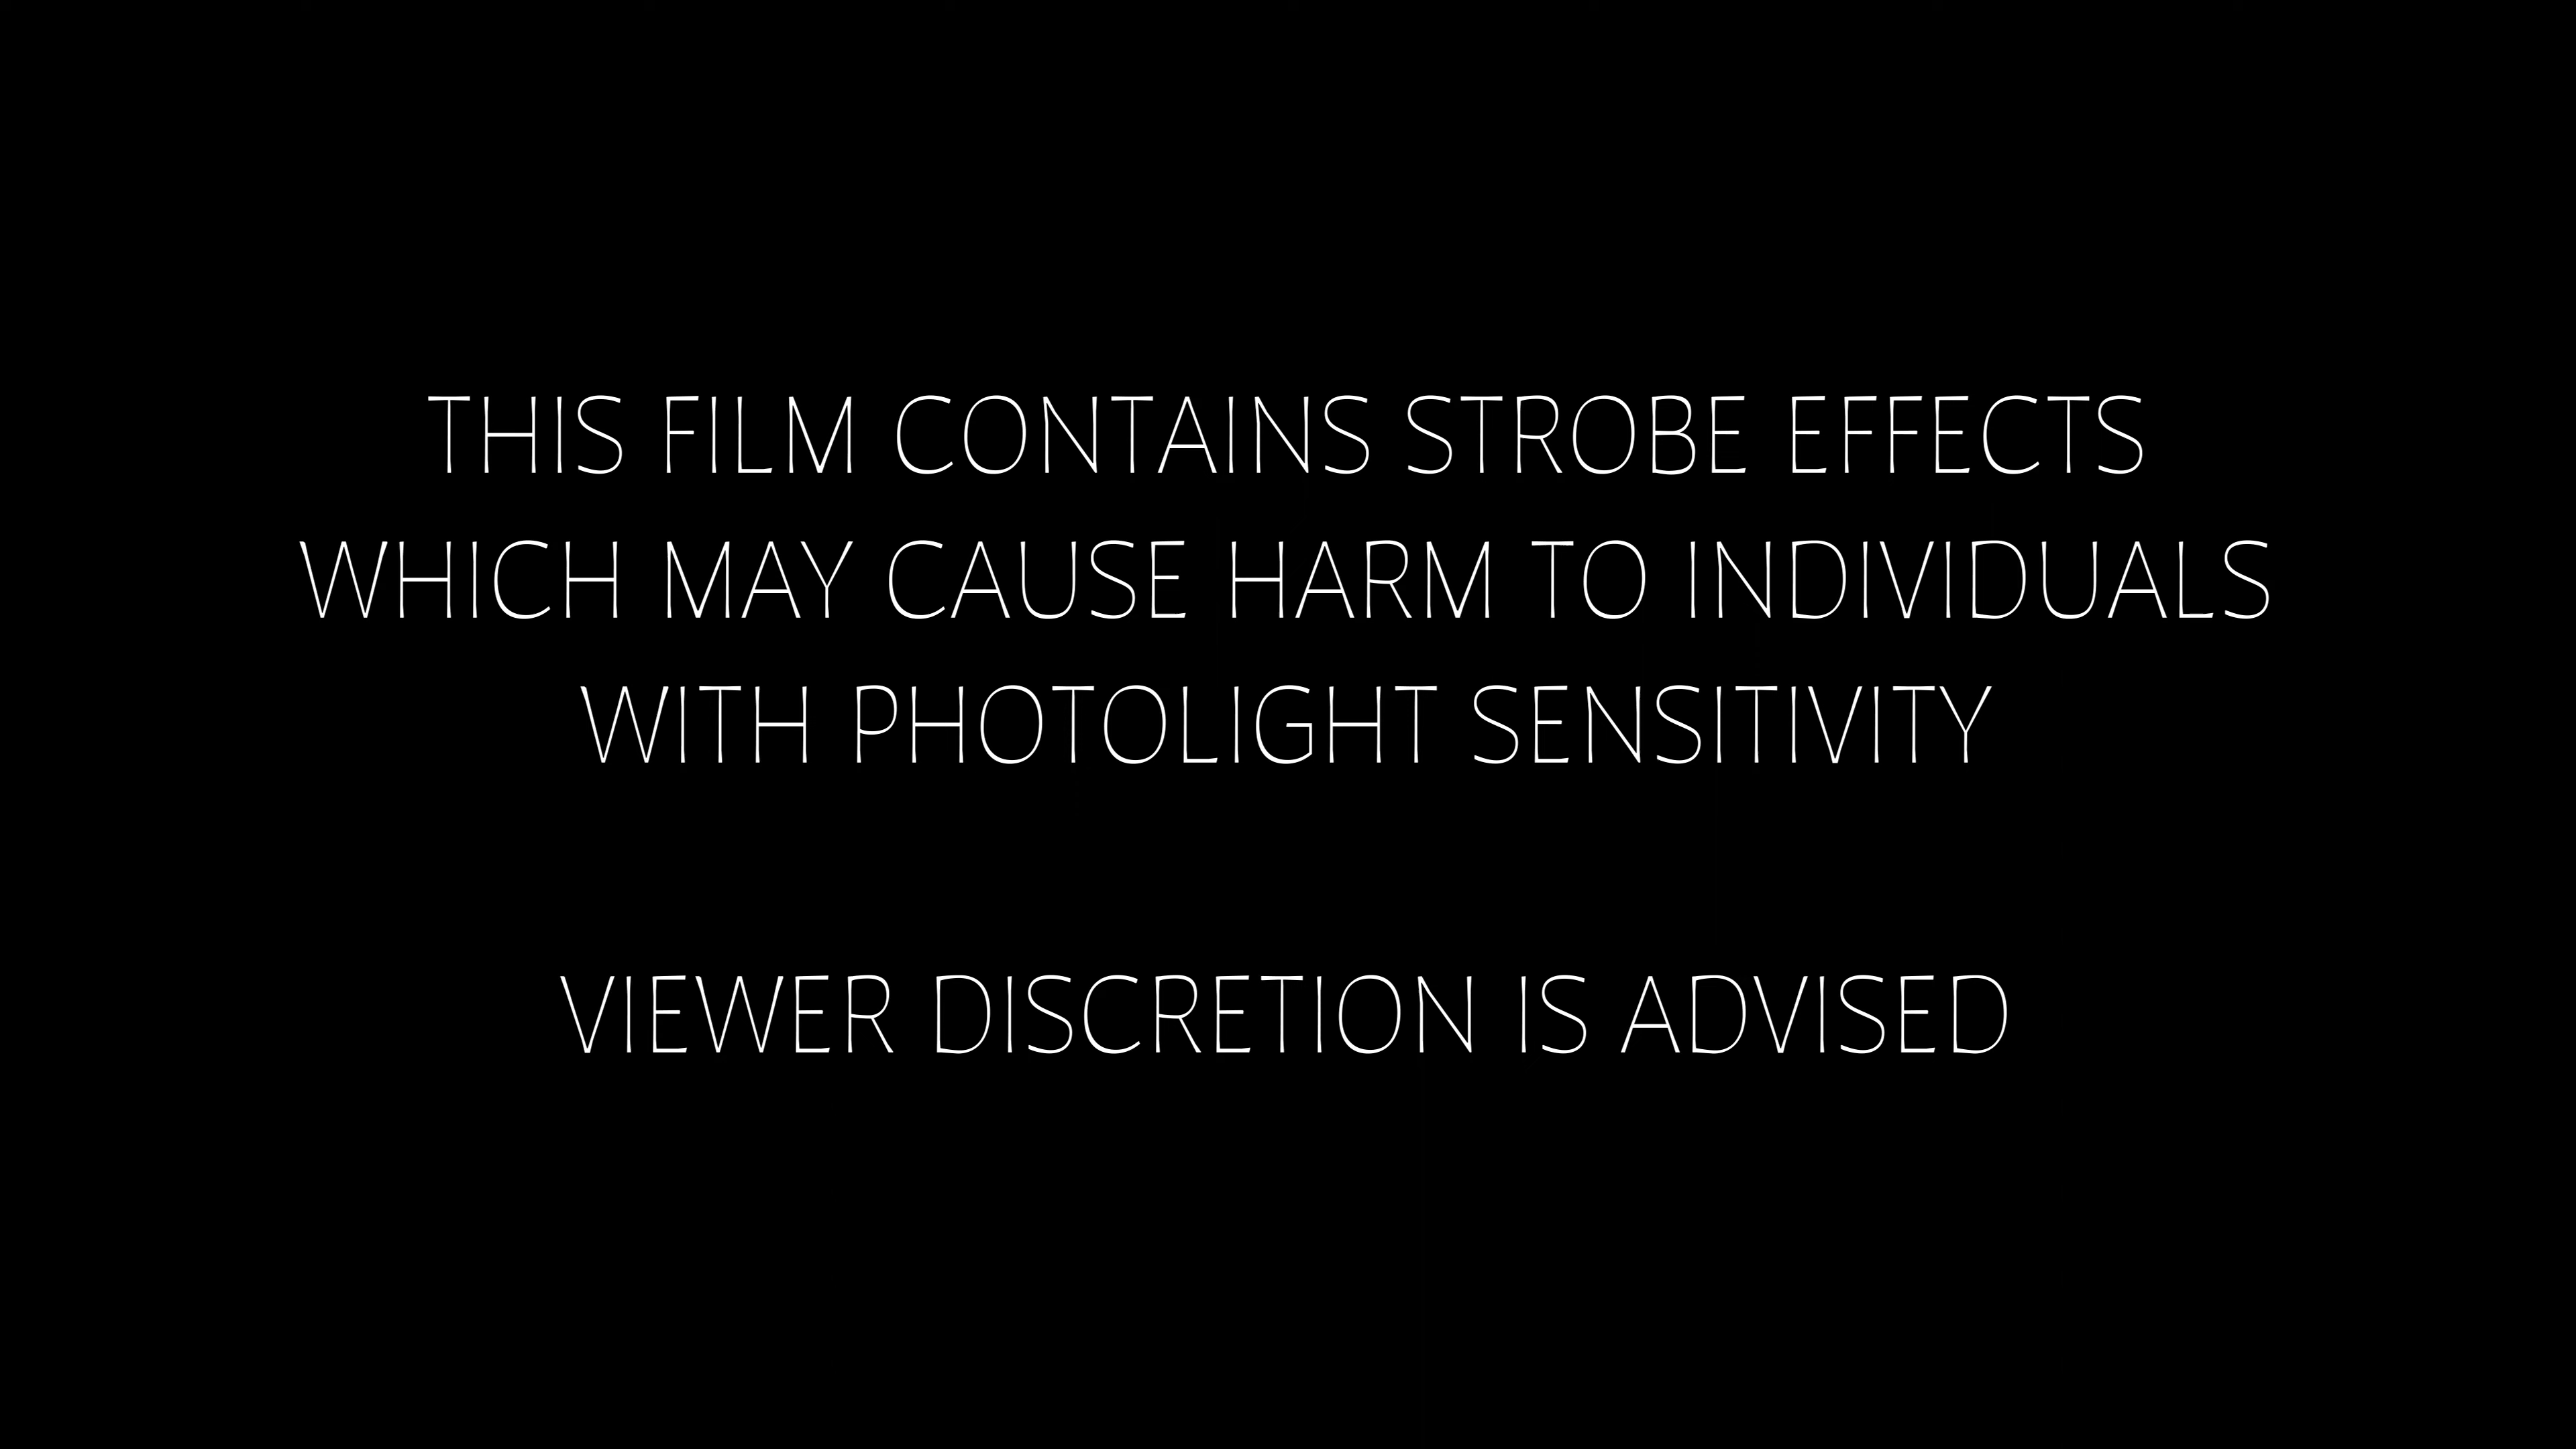 THIS FILM CONTAINS STROBE EFFECTS
WHICH MAY CAUSE HARM TO INDIVIDUALS
WITH PHOTOLIGHT SENSITIVITY
VIEWER DISCRETION IS ADVISED